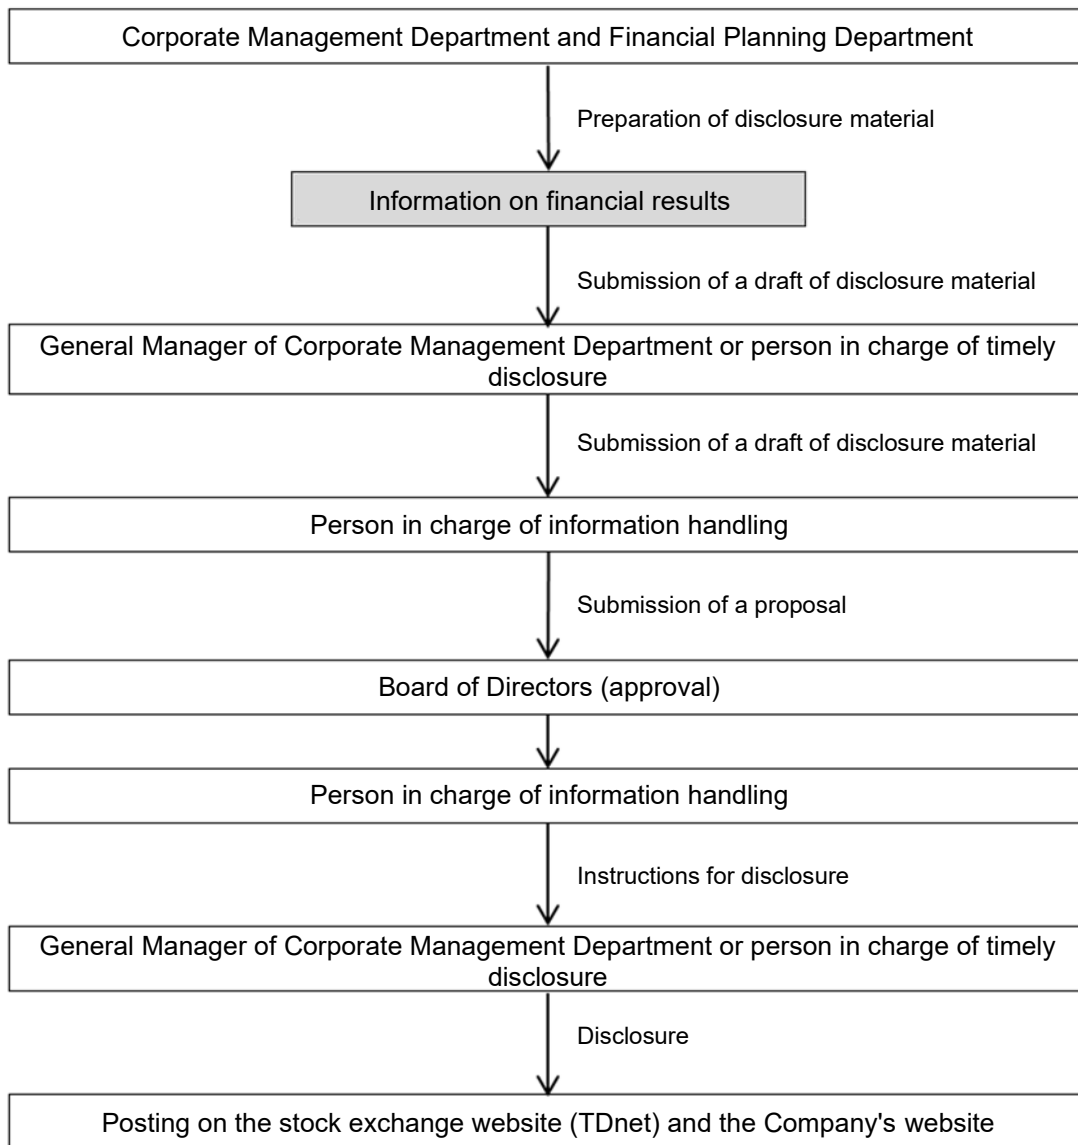 Corporate Management Department and Financial Planning Department
Preparation of disclosure material
Information on financial results
Submission of a draft of disclosure material
General Manager of Corporate Management Department or person in charge of timely
disclosure
Submission of a draft of disclosure material
Person in charge of information handling
Submission of a proposal
Board of Directors (approval)
Person in charge of information handling
Instructions for disclosure
General Manager of Corporate Management Department or person in charge of timely
disclosure
Disclosure
Posting on the stock exchange website (TDnet) and the Company's website